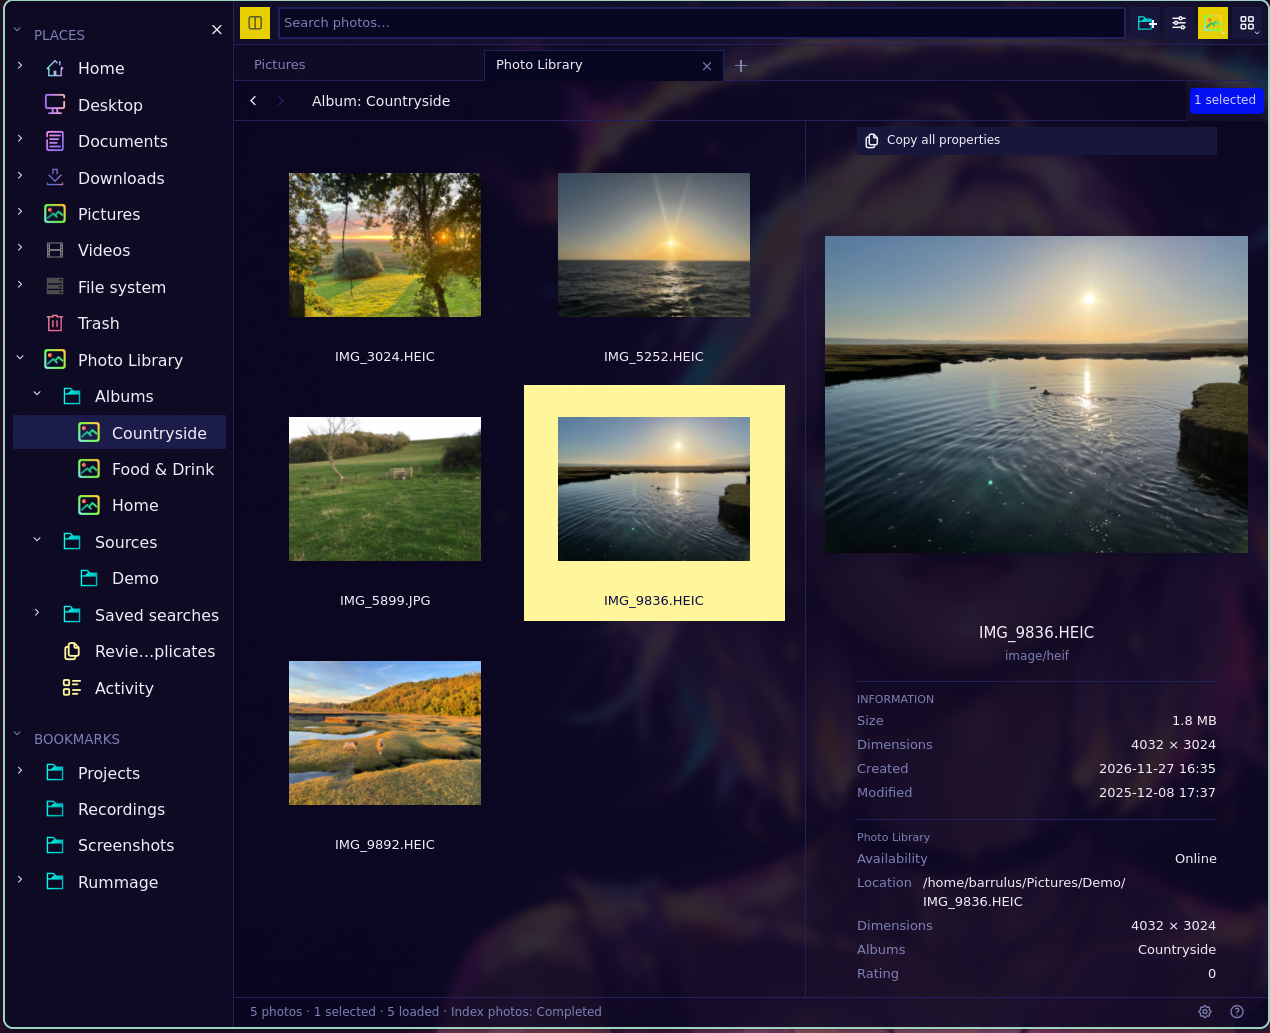 PLACES
Home
Desktop
Documents
Downloads
Pictures
Videos
File system
Trash
Photo Library
Albums
Countryside
Food & Drink
Home
Sources
Demo
Saved searches
Revie…plicates
Activity
BOOKMARKS
Projects
Recordings
Screenshots
Rummage
Search photos…
Pictures
Photo Library
Album: Countryside
1 selected
IMG_3024.HEIC
IMG_5252.HEIC
IMG_5899.JPG
IMG_9836.HEIC
IMG_9892.HEIC
Copy all properties
IMG_9836.HEIC
image/heif
INFORMATION
Size 1.8 MB
Dimensions 4032 × 3024
Created 2026-11-27 16:35
Modified 2025-12-08 17:37
Photo Library
Availability Online
Location /home/barrulus/Pictures/Demo/
IMG_9836.HEIC
Dimensions 4032 × 3024
Albums Countryside
Rating 0
5 photos · 1 selected · 5 loaded · Index photos: Completed